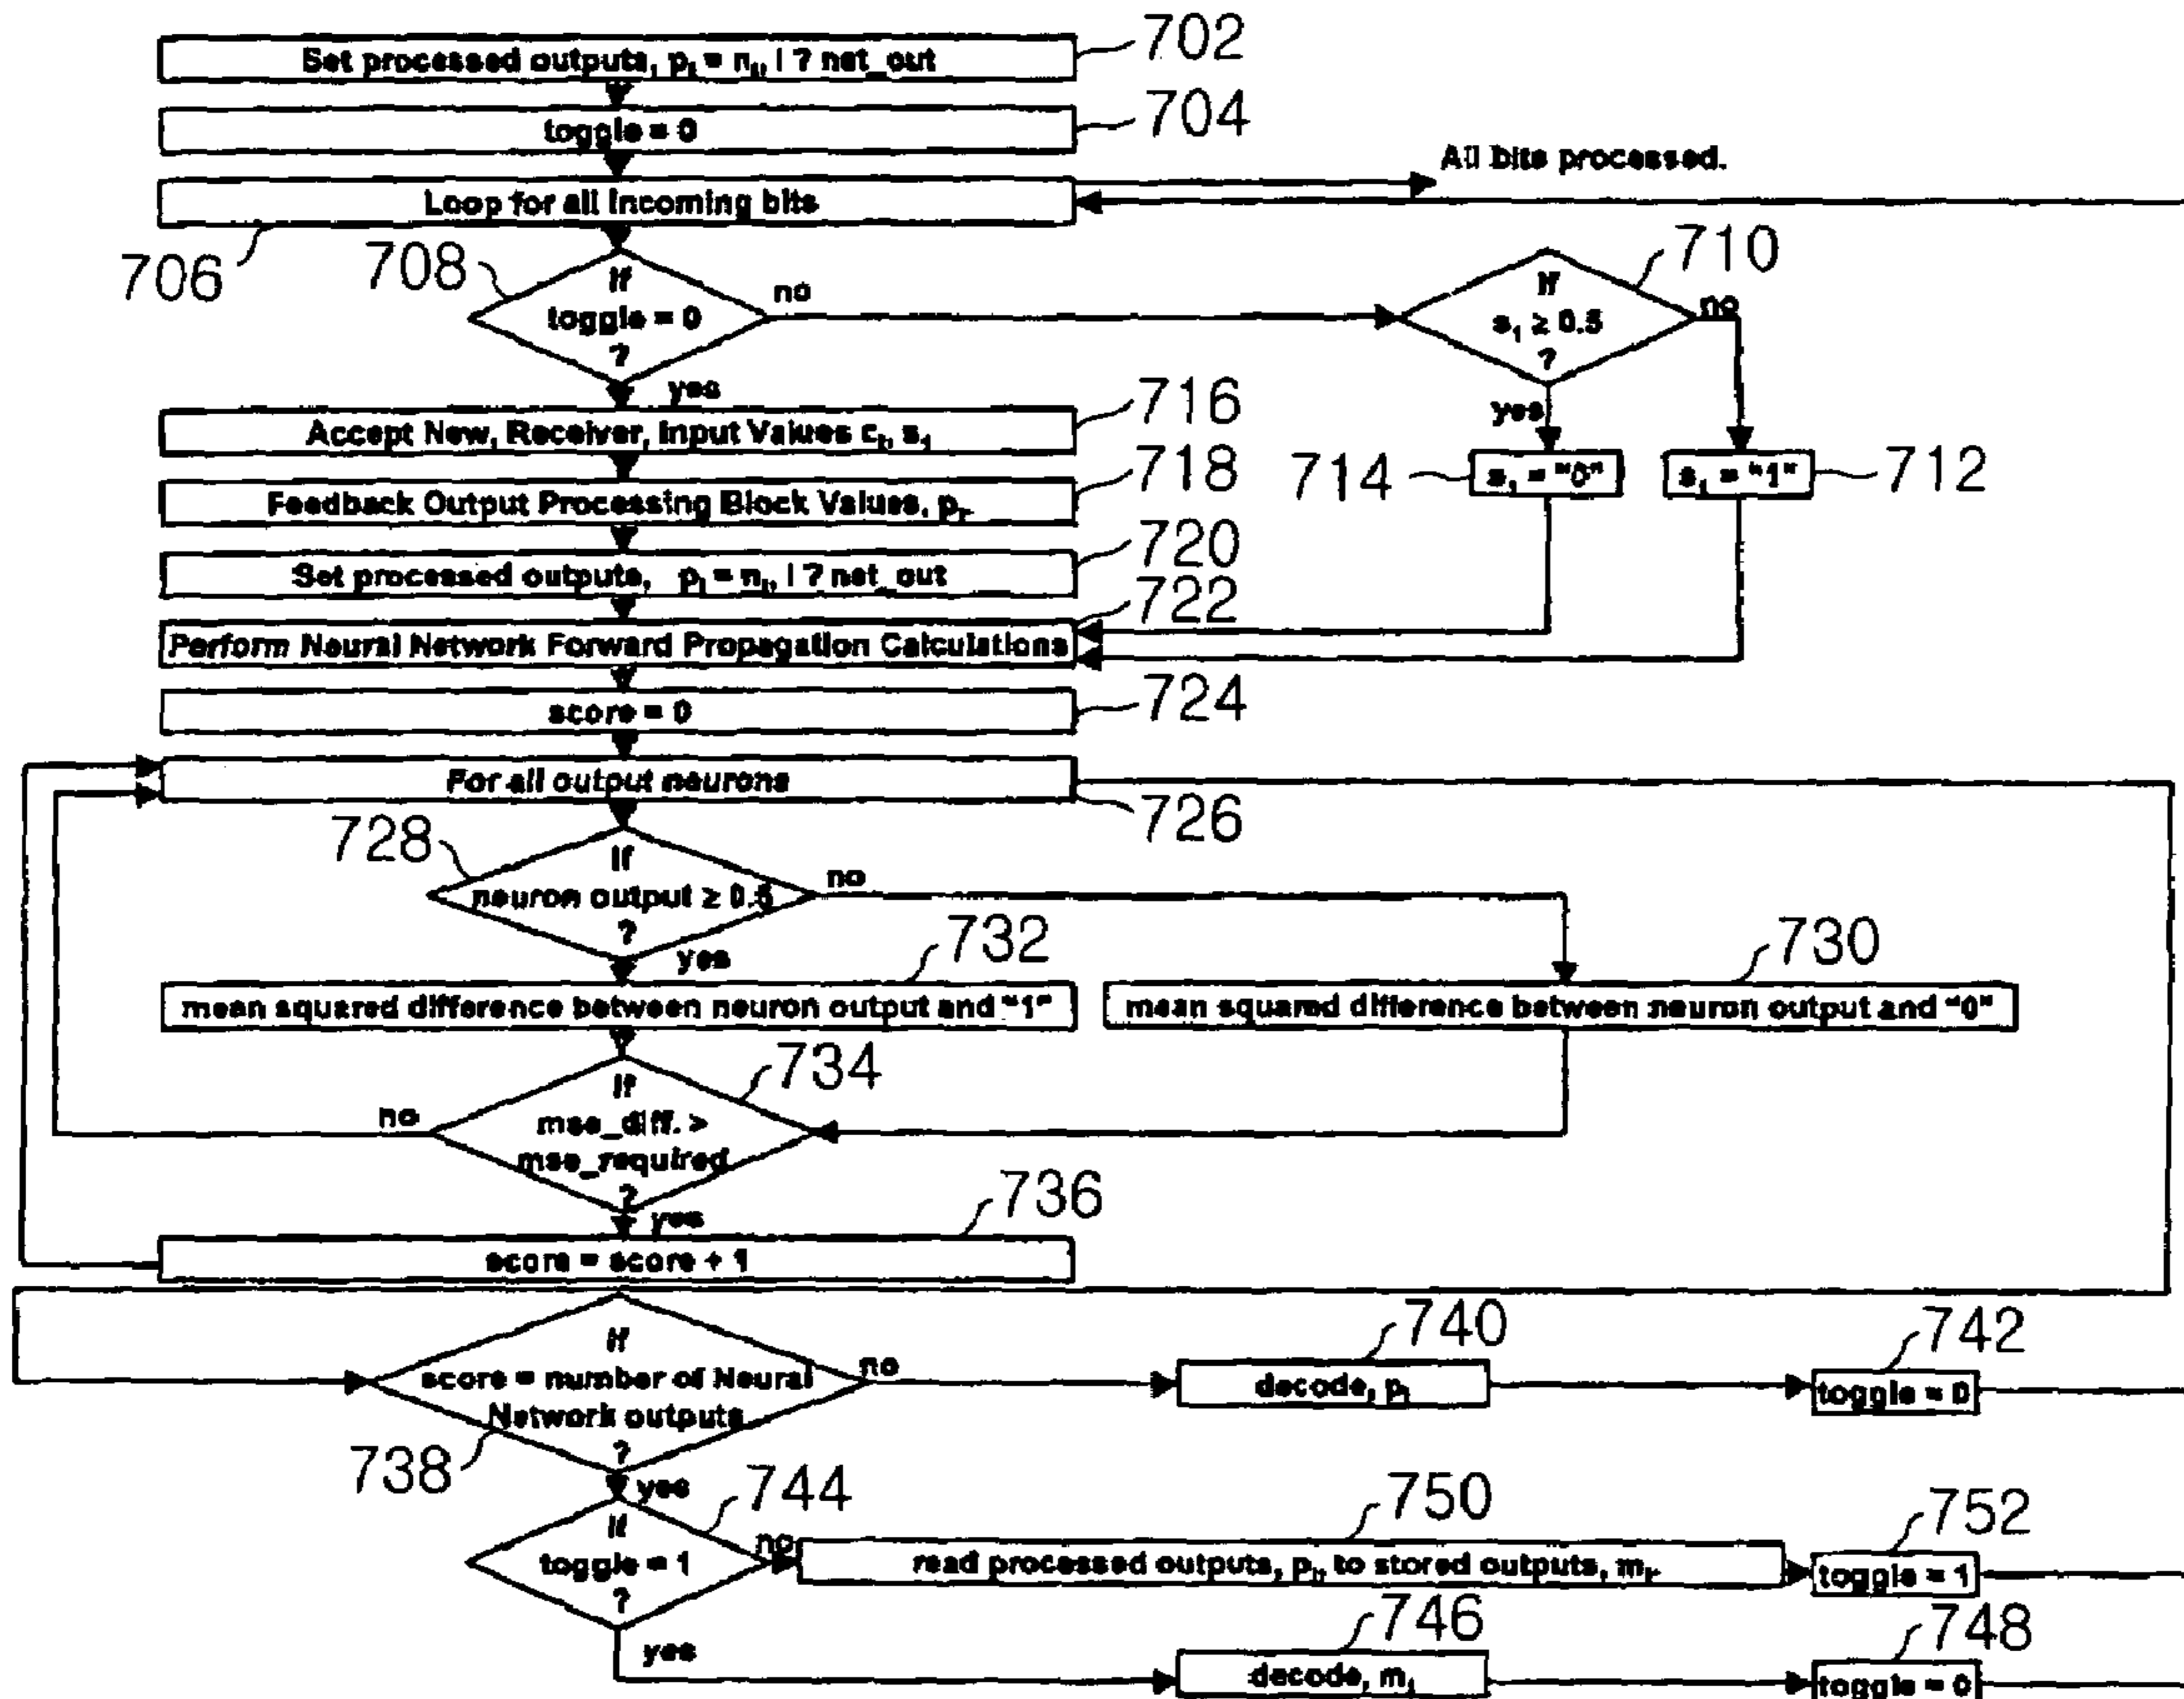 Set processed outputs, pᵢ = nᵢ, i ? net_out
702
toggle = 0
704
All bits processed.
Loop for all incoming bits
706
708
If
toggle = 0
?
no
yes
710
If
s₁ ≥ 0.5
?
no
yes
Accept New, Receiver, Input Values cᵢ, s₁
716
714
s₁ = "0"
s₁ = "1"
712
Feedback Output Processing Block Values, pᵢ.
718
Set processed outputs, pᵢ = nᵢ, i ? net_out
720
Perform Neural Network Forward Propagation Calculations
722
score = 0
724
For all output neurons
726
728
If
neuron output ≥ 0.5
?
no
yes
732
730
mean squared difference between neuron output and "1"
mean squared difference between neuron output and "0"
734
If
mse_diff. >
mse_required
?
no
yes
736
score = score + 1
738
If
score = number of Neural
Network outputs
?
no
yes
740
decode, pᵢ
742
toggle = 0
744
If
toggle = 1
?
no
yes
750
read processed outputs, pᵢ, to stored outputs, mᵢ.
752
toggle = 1
746
decode, mᵢ
748
toggle = 0